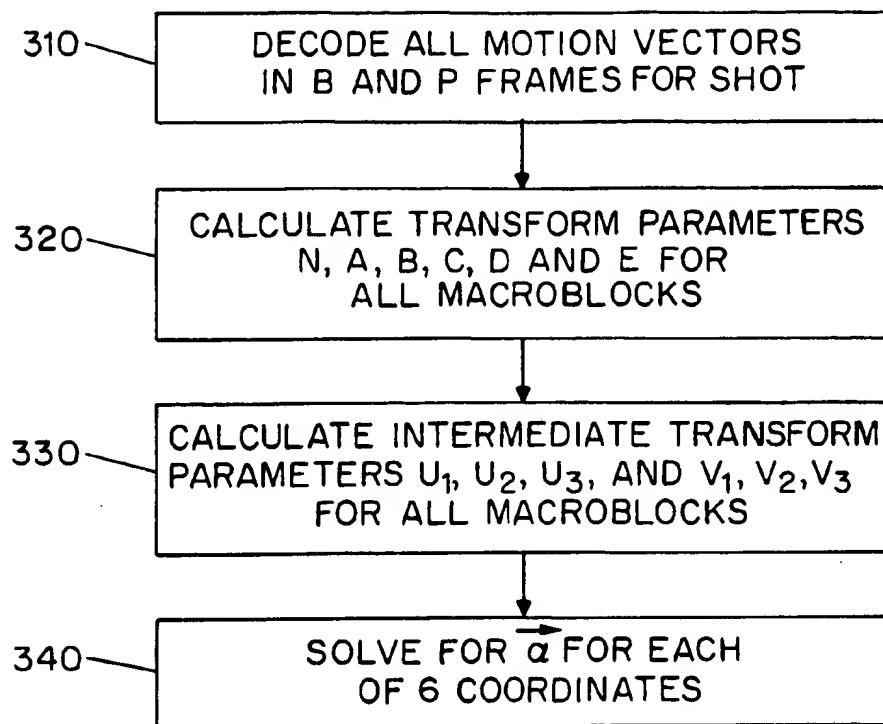 310
DECODE ALL MOTION VECTORS
IN B AND P FRAMES FOR SHOT
320
CALCULATE TRANSFORM PARAMETERS
N, A, B, C, D AND E FOR
ALL MACROBLOCKS
330
CALCULATE INTERMEDIATE TRANSFORM
PARAMETERS U₁, U₂, U₃, AND V₁, V₂, V₃
FOR ALL MACROBLOCKS
340
SOLVE FOR α⃗ FOR EACH
OF 6 COORDINATES